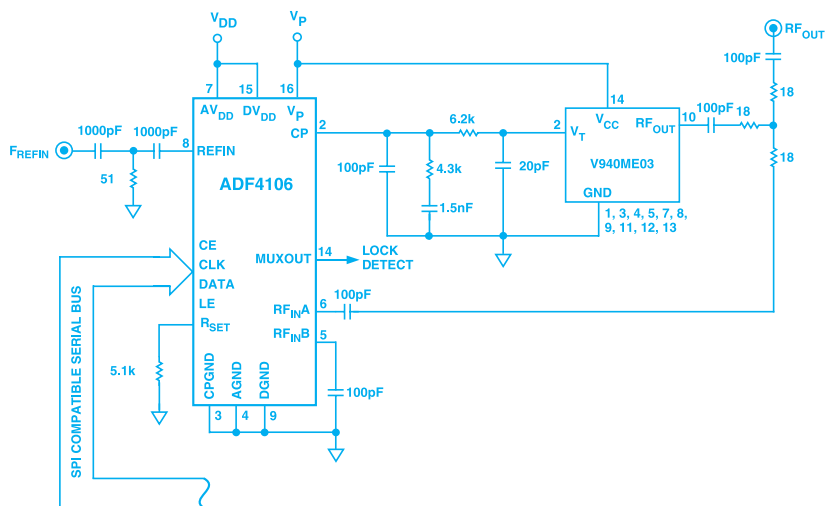 VDD
VP
RFOUT
100pF
7
15
16
14
18
AVDD
DVDD
VP
CP
2
6.2k
2
VT
VCC
RFOUT
10
100pF
18
18
1000pF
1000pF
FREFIN
8
REFIN
51
ADF4106
100pF
4.3k
1.5nF
20pF
V940ME03
GND
1, 3, 4, 5, 7, 8,
9, 11, 12, 13
CE
CLK
DATA
LE
RSET
MUXOUT
14
LOCK
DETECT
100pF
RFINA
6
RFINB
5
5.1k
CPGND
AGND
DGND
3
4
9
100pF
SPI COMPATIBLE SERIAL BUS